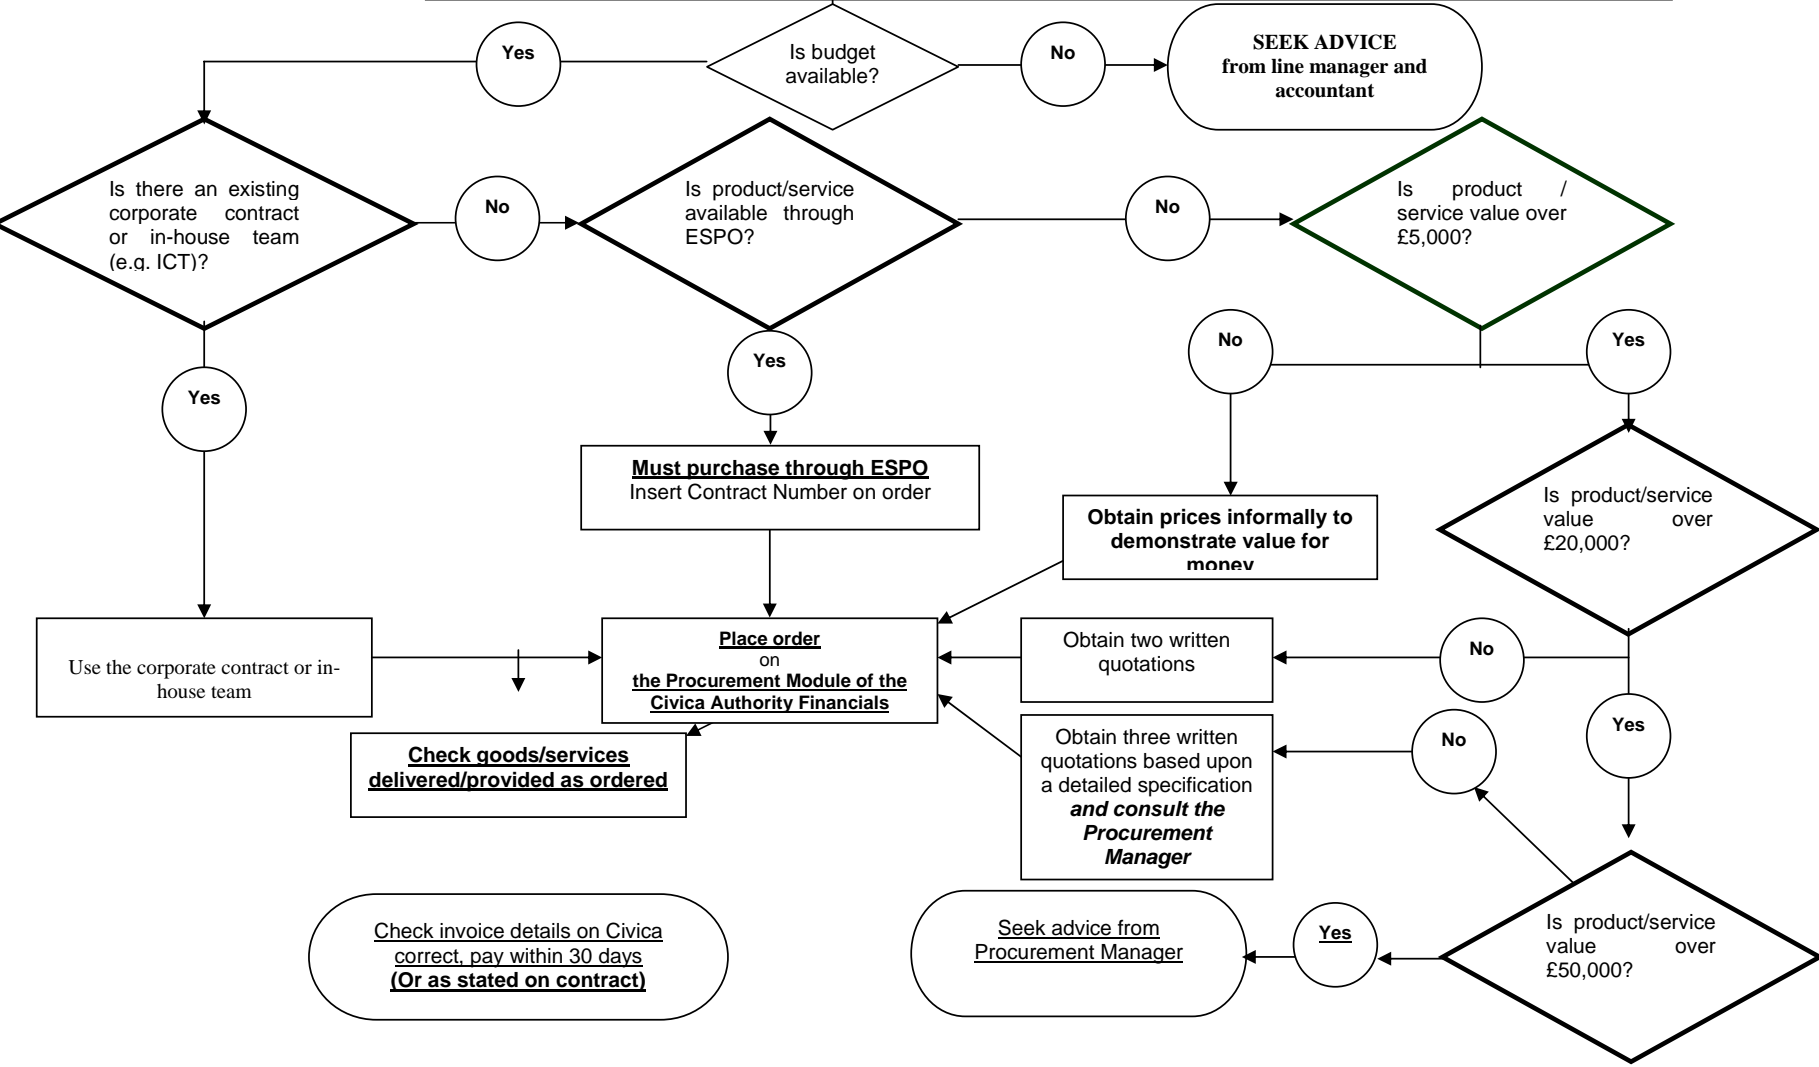 Yes
Is budget
available?
No
SEEK ADVICE
from line manager and
accountant
Is there an existing
corporate contract
or in-house team
(e.g. ICT)?
No
Is product/service
available through
ESPO?
No
Is product /
service value over
£5,000?
No
Yes
Yes
Yes
Must purchase through ESPO
Insert Contract Number on order
Is product/service
value over
£20,000?
Obtain prices informally to
demonstrate value for
money
Use the corporate contract or in-
house team
Place order
on
the Procurement Module of the
Civica Authority Financials
Obtain two written
quotations
No
Yes
Check goods/services
delivered/provided as ordered
Obtain three written
quotations based upon
a detailed specification
and consult the
Procurement
Manager
No
Check invoice details on Civica
correct, pay within 30 days
(Or as stated on contract)
Seek advice from
Procurement Manager
Yes
Is product/service
value over
£50,000?